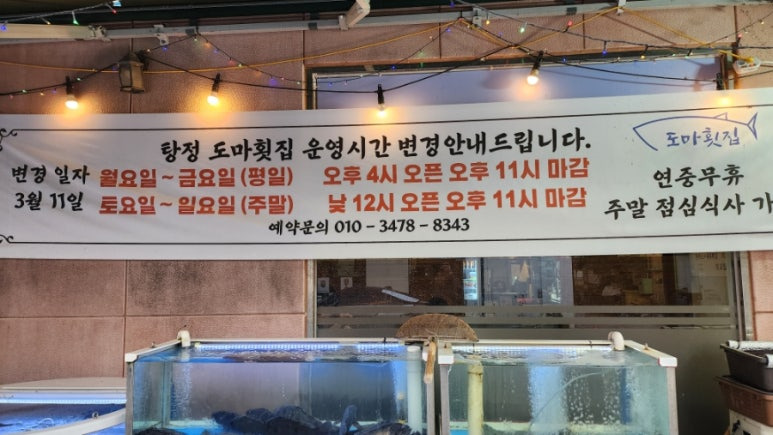 탕정 도마횟집 운영시간 변경안내드립니다.
도마횟집
변경 일자 월요일 ~ 금요일 (평일) 오후 4시 오픈 오후 11시 마감 연중무휴
3월 11일 토요일 ~ 일요일 (주말) 낮 12시 오픈 오후 11시 마감 주말 점심식사 가
예약문의 010 - 3478 - 8343